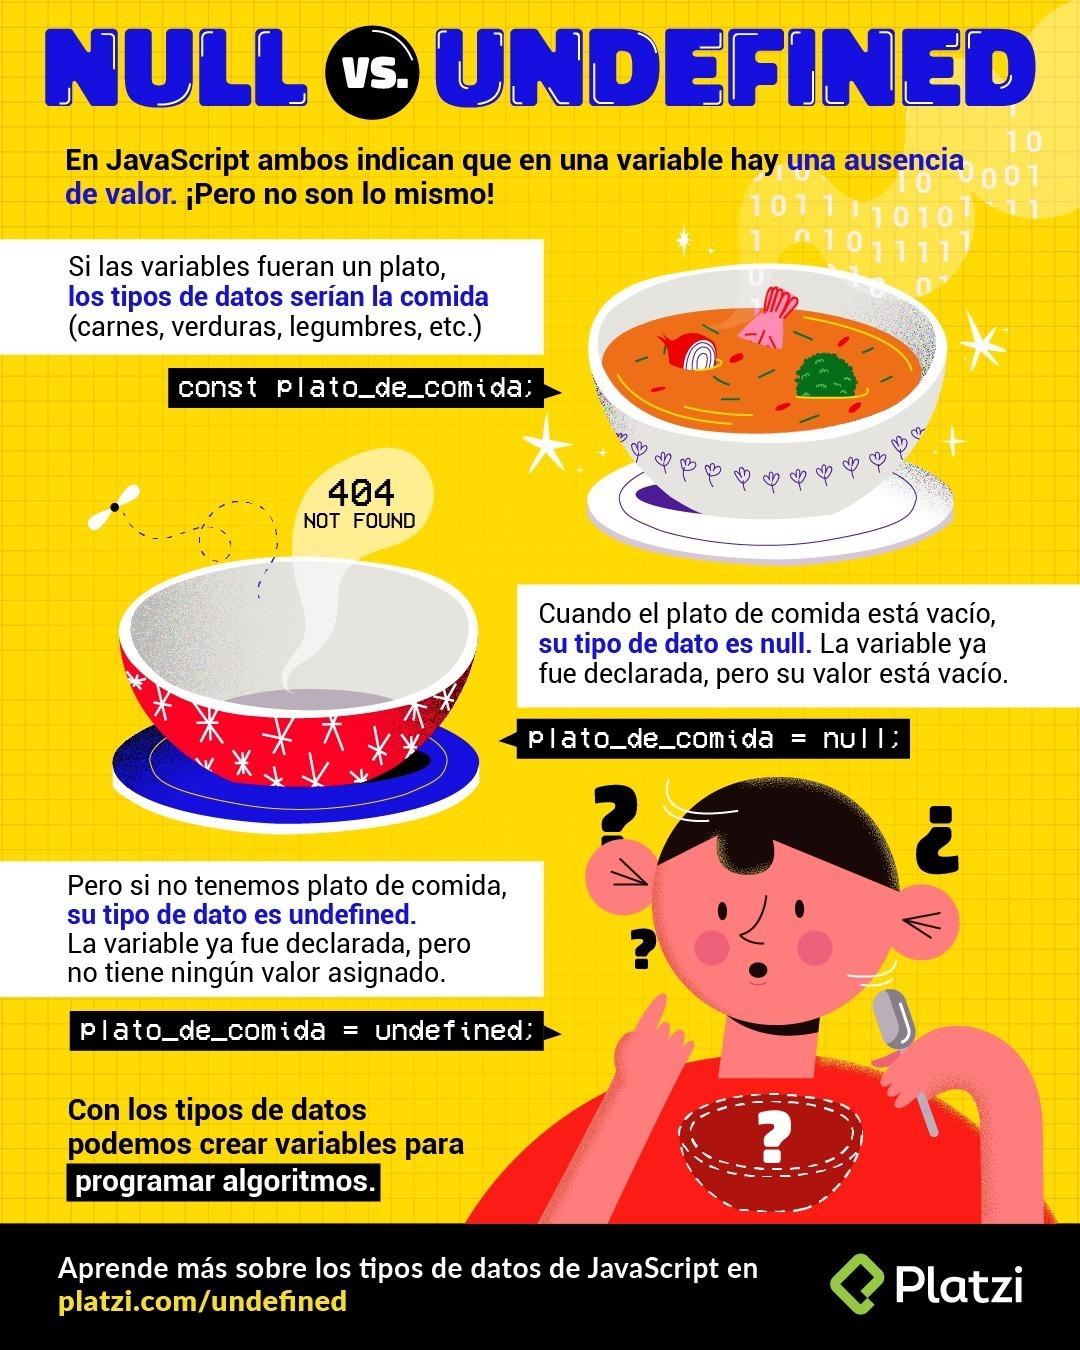 NULL VS. UNDEFINED
En JavaScript ambos indican que en una variable hay una ausencia
de valor. ¡Pero no son lo mismo!
Si las variables fueran un plato,
los tipos de datos serían la comida
(carnes, verduras, legumbres, etc.)
const plato_de_comida;
404
NOT FOUND
Cuando el plato de comida está vacío,
su tipo de dato es null. La variable ya
fue declarada, pero su valor está vacío.
plato_de_comida = null;
?
¿
?
Pero si no tenemos plato de comida,
su tipo de dato es undefined.
La variable ya fue declarada, pero
no tiene ningún valor asignado.
plato_de_comida = undefined;
?
Con los tipos de datos
podemos crear variables para
programar algoritmos.
Aprende más sobre los tipos de datos de JavaScript en
platzi.com/undefined
Platzi